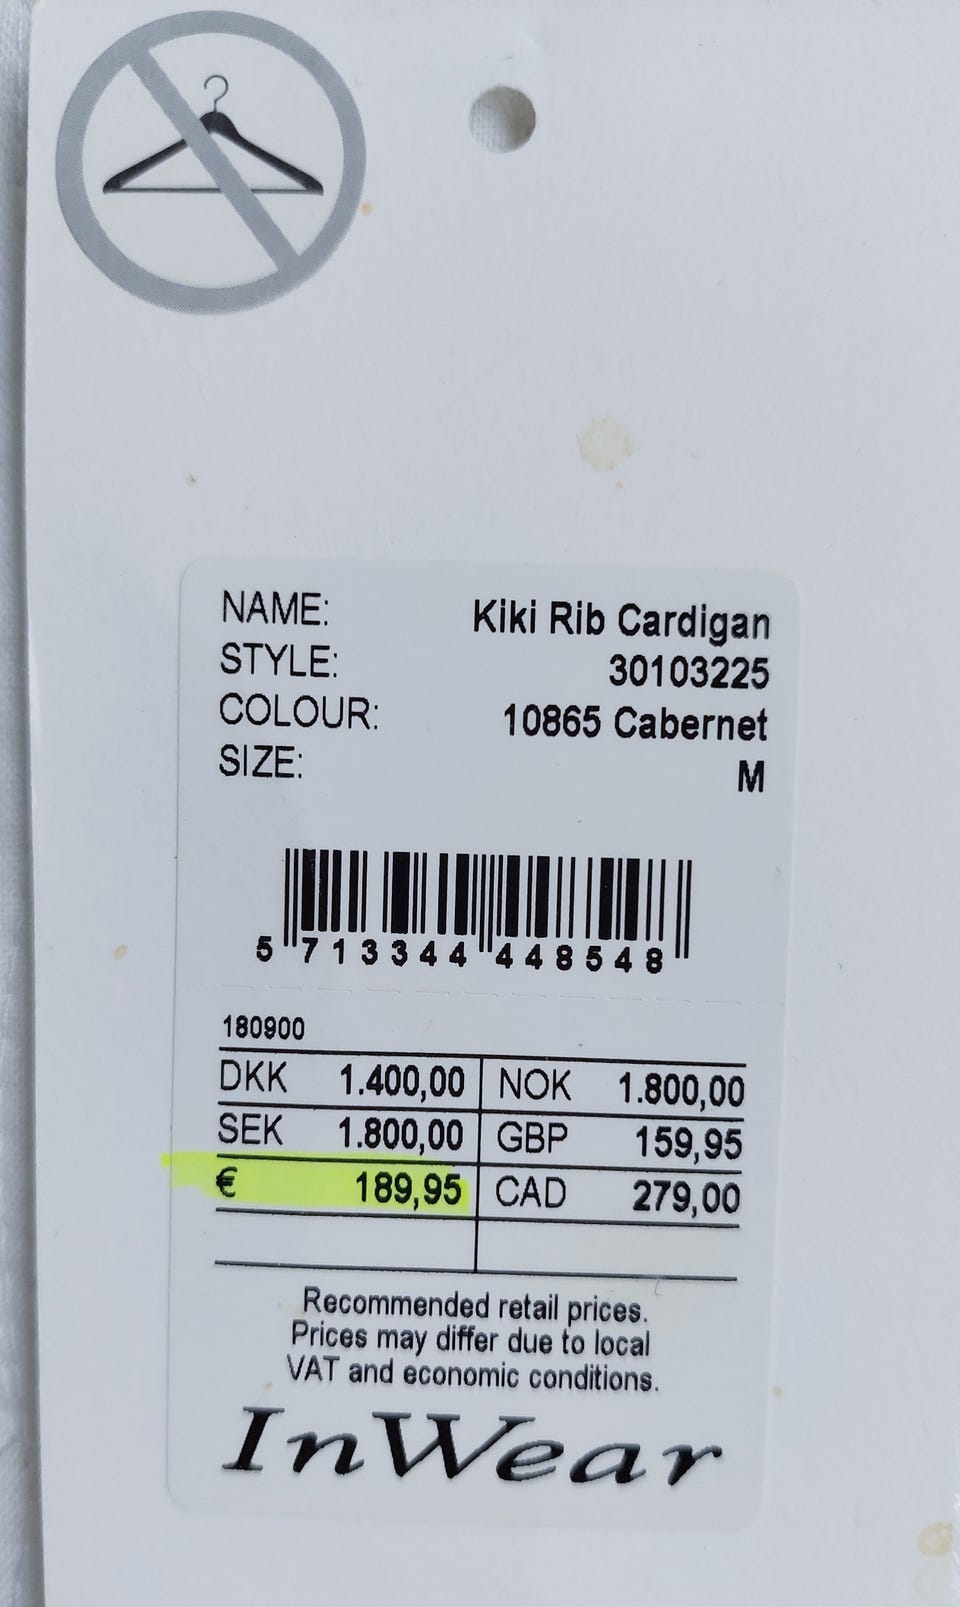 NAME: Kiki Rib Cardigan
STYLE: 30103225
COLOUR: 10865 Cabernet
SIZE: M
5 713344 448548
180900
DKK 1.400,00 NOK 1.800,00
SEK 1.800,00 GBP 159,95
€ 189,95 CAD 279,00
Recommended retail prices.
Prices may differ due to local
VAT and economic conditions.
InWear